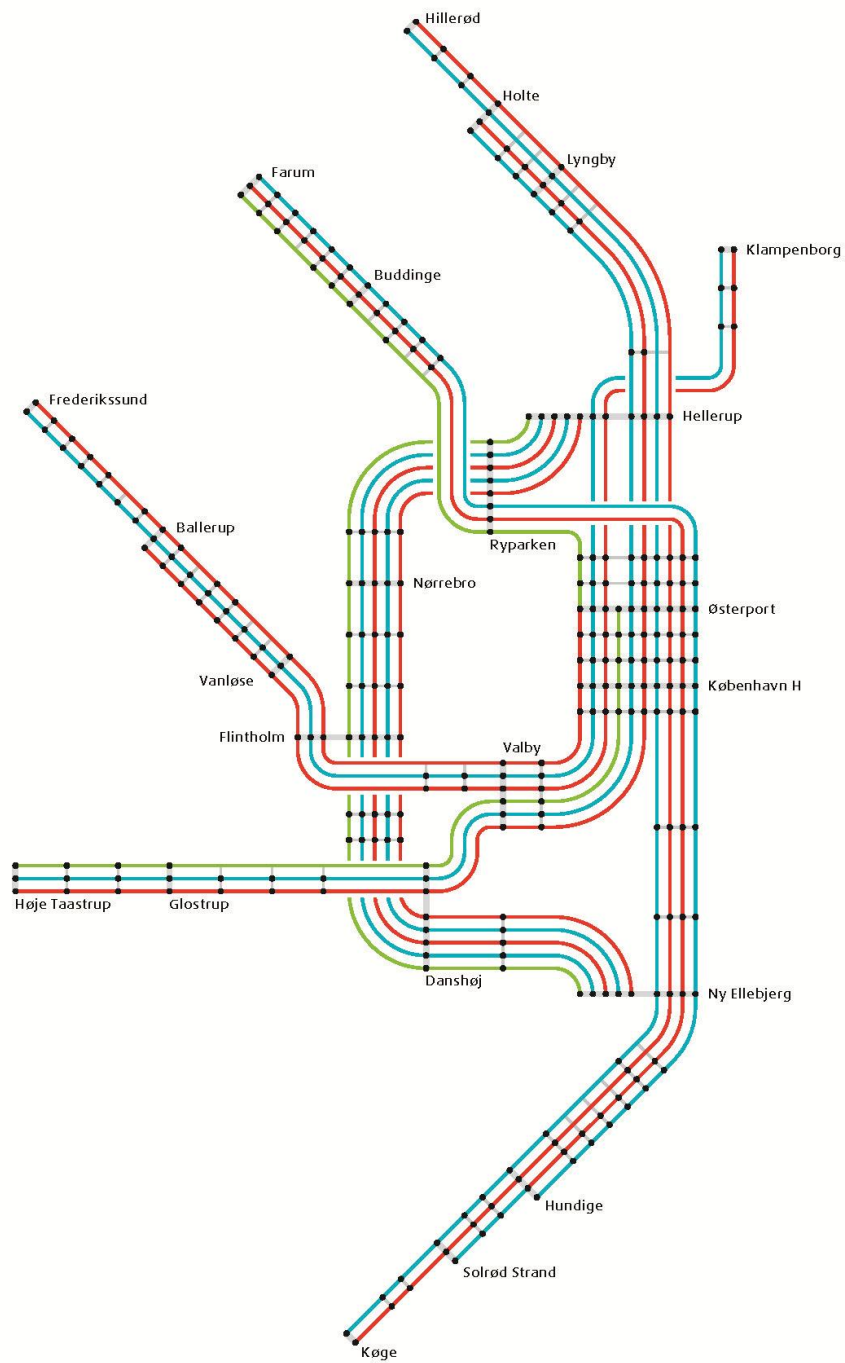 Hillerød
Holte
Lyngby
Farum
Klampenborg
Buddinge
Frederikssund
Hellerup
Ballerup
Ryparken
Nørrebro
Østerport
Vanløse
København H
Flintholm
Valby
Høje Taastrup
Glostrup
Danshøj
Ny Ellebjerg
Hundige
Solrød Strand
Køge